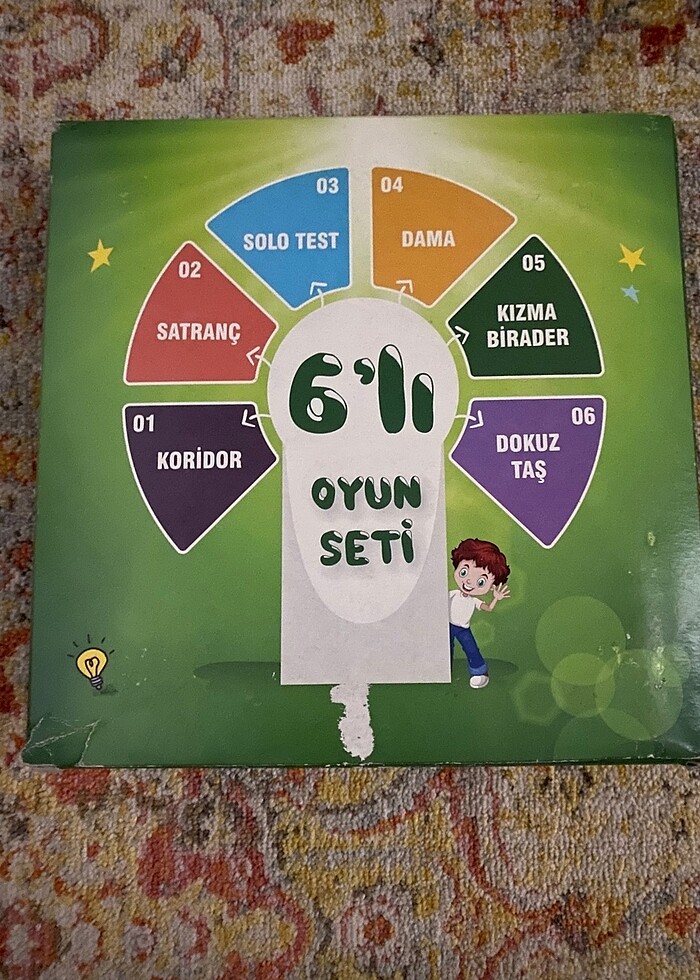 01
KORİDOR
02
SATRANÇ
03
SOLO TEST
04
DAMA
05
KIZMA
BİRADER
06
DOKUZ
TAŞ
6'lı
OYUN
SETİ